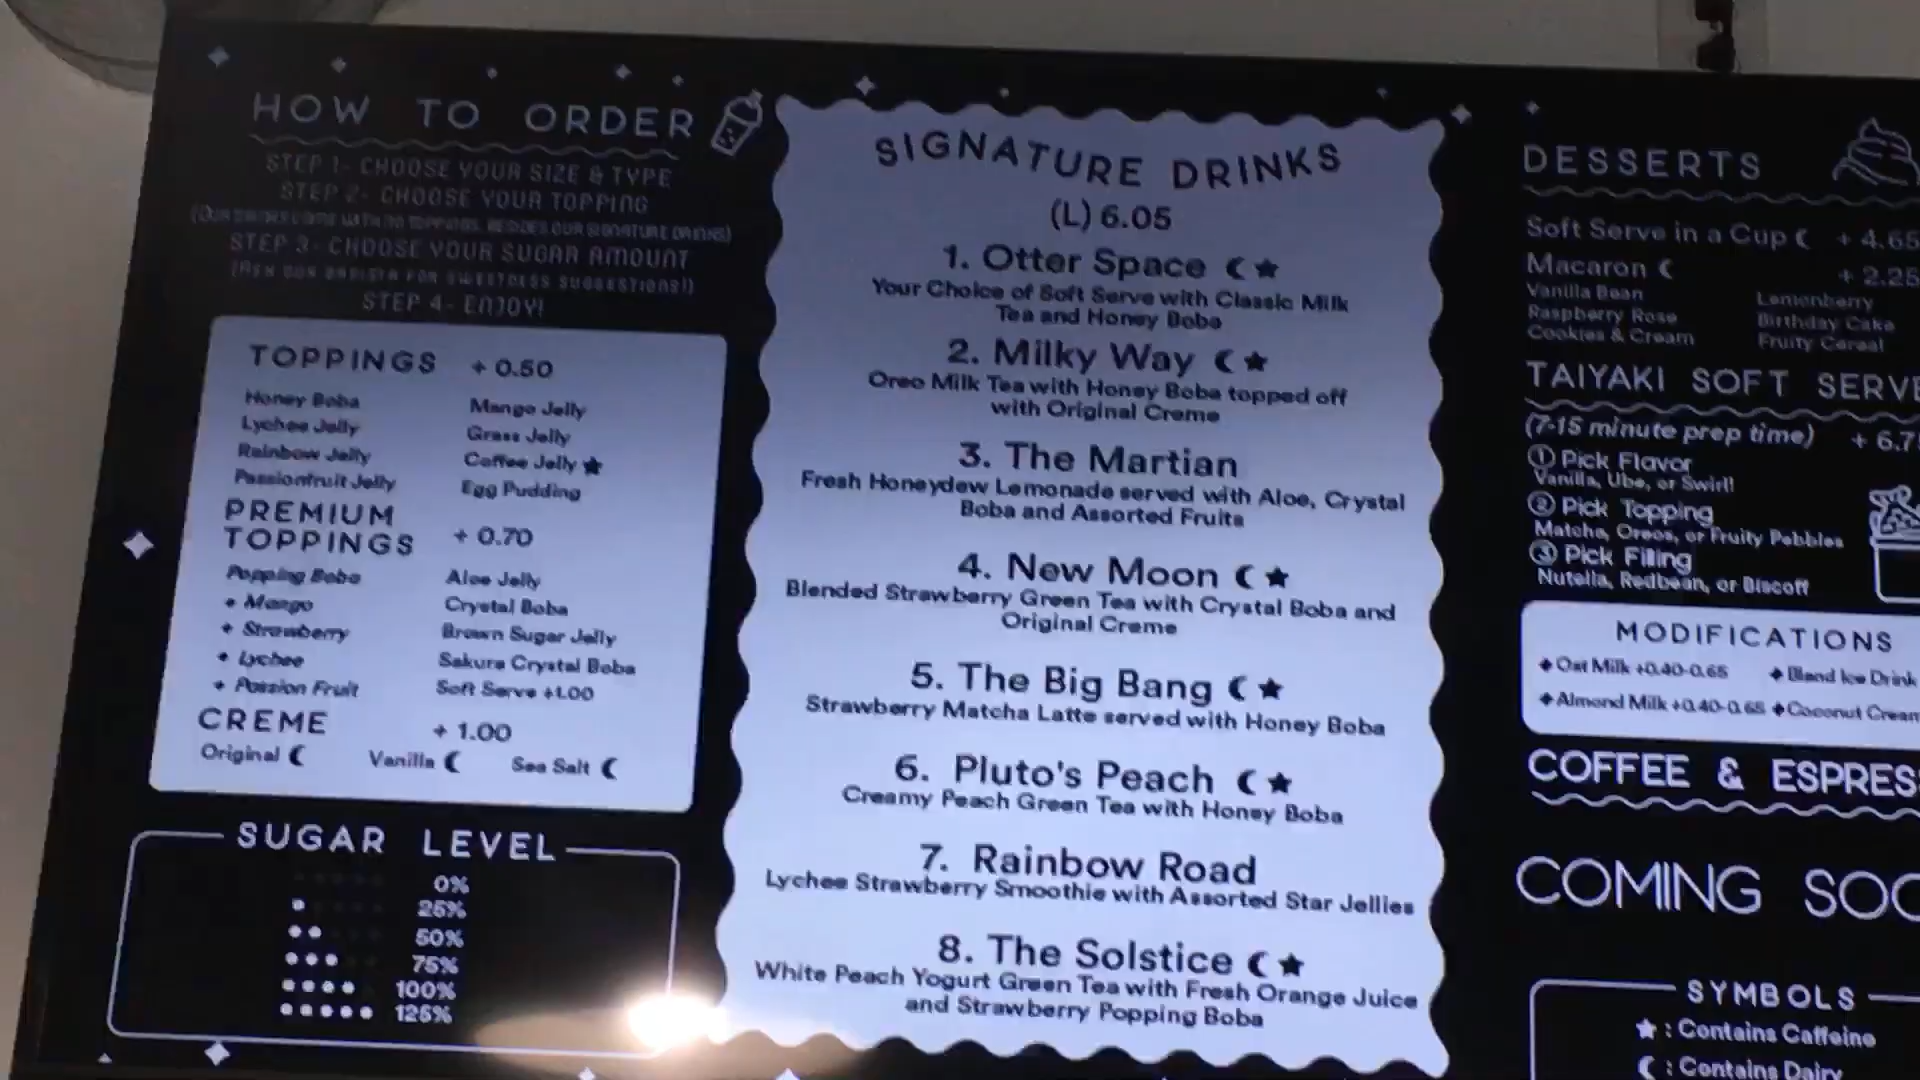 HOW TO ORDER
STEP 1- CHOOSE YOUR SIZE & TYPE
STEP 2- CHOOSE YOUR TOPPING
(OUR DRINKS COME WITH NO TOPPINGS, BESIDES OUR SIGNATURE DRINKS)
STEP 3- CHOOSE YOUR SUGAR AMOUNT
(ASK OUR BARISTA FOR SWEETNESS SUGGESTIONS!)
STEP 4- ENJOY!
TOPPINGS + 0.50
Honey Boba Mango Jelly
Lychee Jelly Grass Jelly
Rainbow Jelly Coffee Jelly ★
Passionfruit Jelly Egg Pudding
PREMIUM
TOPPINGS + 0.70
Popping Boba Aloe Jelly
Mango Crystal Boba
Strawberry Brown Sugar Jelly
Lychee Sakura Crystal Boba
Passion Fruit Soft Serve +1.00
CREME + 1.00
Original Vanilla Sea Salt
SUGAR LEVEL
0%
25%
50%
75%
100%
125%
SIGNATURE DRINKS
(L) 6.05
1. Otter Space ☾★
Your Choice of Soft Serve with Classic Milk
Tea and Honey Boba
2. Milky Way ☾★
Oreo Milk Tea with Honey Boba topped off
with Original Creme
3. The Martian
Fresh Honeydew Lemonade served with Aloe, Crystal
Boba and Assorted Fruits
4. New Moon ☾★
Blended Strawberry Green Tea with Crystal Boba and
Original Creme
5. The Big Bang ☾★
Strawberry Matcha Latte served with Honey Boba
6. Pluto's Peach ☾★
Creamy Peach Green Tea with Honey Boba
7. Rainbow Road
Lychee Strawberry Smoothie with Assorted Star Jellies
8. The Solstice ☾★
White Peach Yogurt Green Tea with Fresh Orange Juice
and Strawberry Popping Boba
DESSERTS
Soft Serve in a Cup ☾ + 4.65
Macaron ☾ + 2.25
Vanilla Bean Lemonberry
Raspberry Rose Birthday Cake
Cookies & Cream Fruity Cereal
TAIYAKI SOFT SERVE
(7-15 minute prep time) + 6.7
① Pick Flavor
Vanilla, Ube, or Swirl!
② Pick Topping
Matcha, Oreos, or Fruity Pebbles
③ Pick Filling
Nutella, Redbean, or Biscoff
MODIFICATIONS
Oat Milk +0.40-0.65 Blend Ice Drink
Almond Milk +0.40-0.65 Coconut Cream
COFFEE & ESPRES
COMING SOO
SYMBOLS
★ : Contains Caffeine
☾ : Contains Dairy